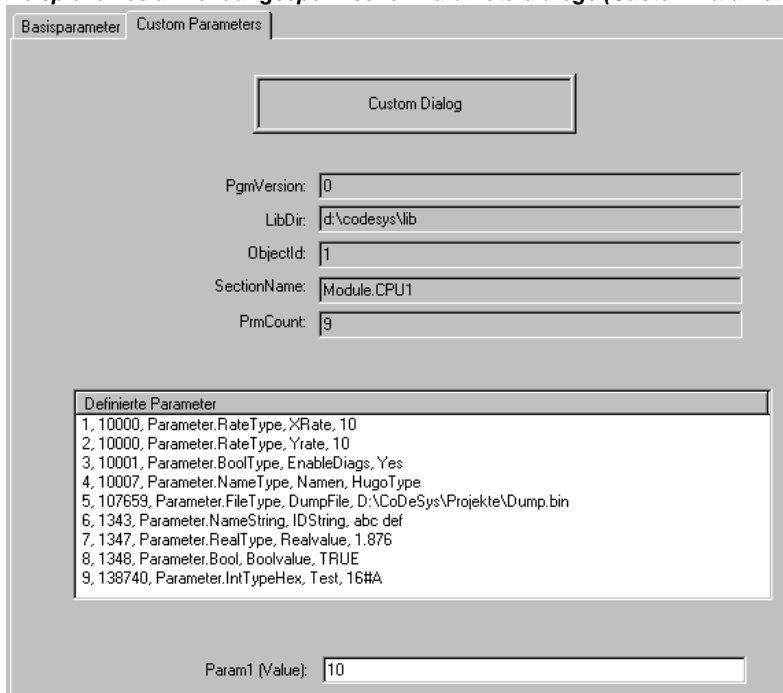 Basisparameter Custom Parameters
Custom Dialog
PgmVersion: 0
LibDir: d:\codesys\lib
ObjectId: 1
SectionName: Module.CPU1
PrmCount: 9
Definierte Parameter
1, 10000, Parameter.RateType, XRate, 10
2, 10000, Parameter.RateType, Yrate, 10
3, 10001, Parameter.BoolType, EnableDiags, Yes
4, 10007, Parameter.NameType, Namen, HugoType
5, 107659, Parameter.FileType, DumpFile, D:\CoDeSys\Projekte\Dump.bin
6, 1343, Parameter.NameString, IDString, abc def
7, 1347, Parameter.RealType, Realvalue, 1.876
8, 1348, Parameter.Bool, Boolvalue, TRUE
9, 138740, Parameter.IntTypeHex, Test, 16#A
Param1 (Value): 10